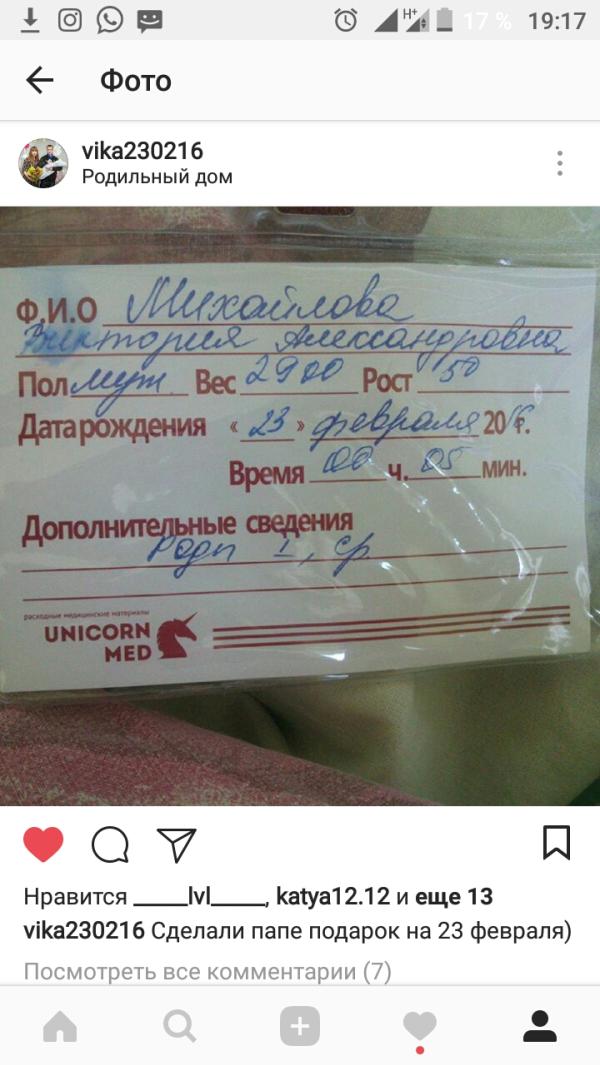 17 % 19:17
Фото
vika230216
Родильный дом
Ф.И.О Михайлова
Виктория Александровна
Пол муж. Вес 2900 Рост 50
Дата рождения « 23 » февраля 2016г.
Время 00 ч. 05 мин.
Дополнительные сведения
Роды I, ср
расходные медицинские материалы
UNICORN
MED
Нравится _____lvl_____, katya12.12 и еще 13
vika230216 Сделали папе подарок на 23 февраля)
Посмотреть все комментарии (7)